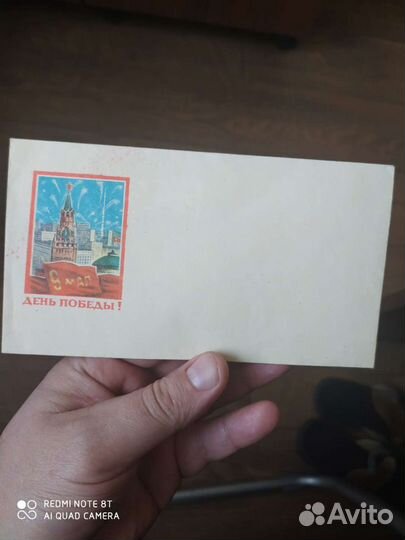 9 МАЯ
ДЕНЬ ПОБЕДЫ!
REDMI NOTE 8T
AI QUAD CAMERA
Avito